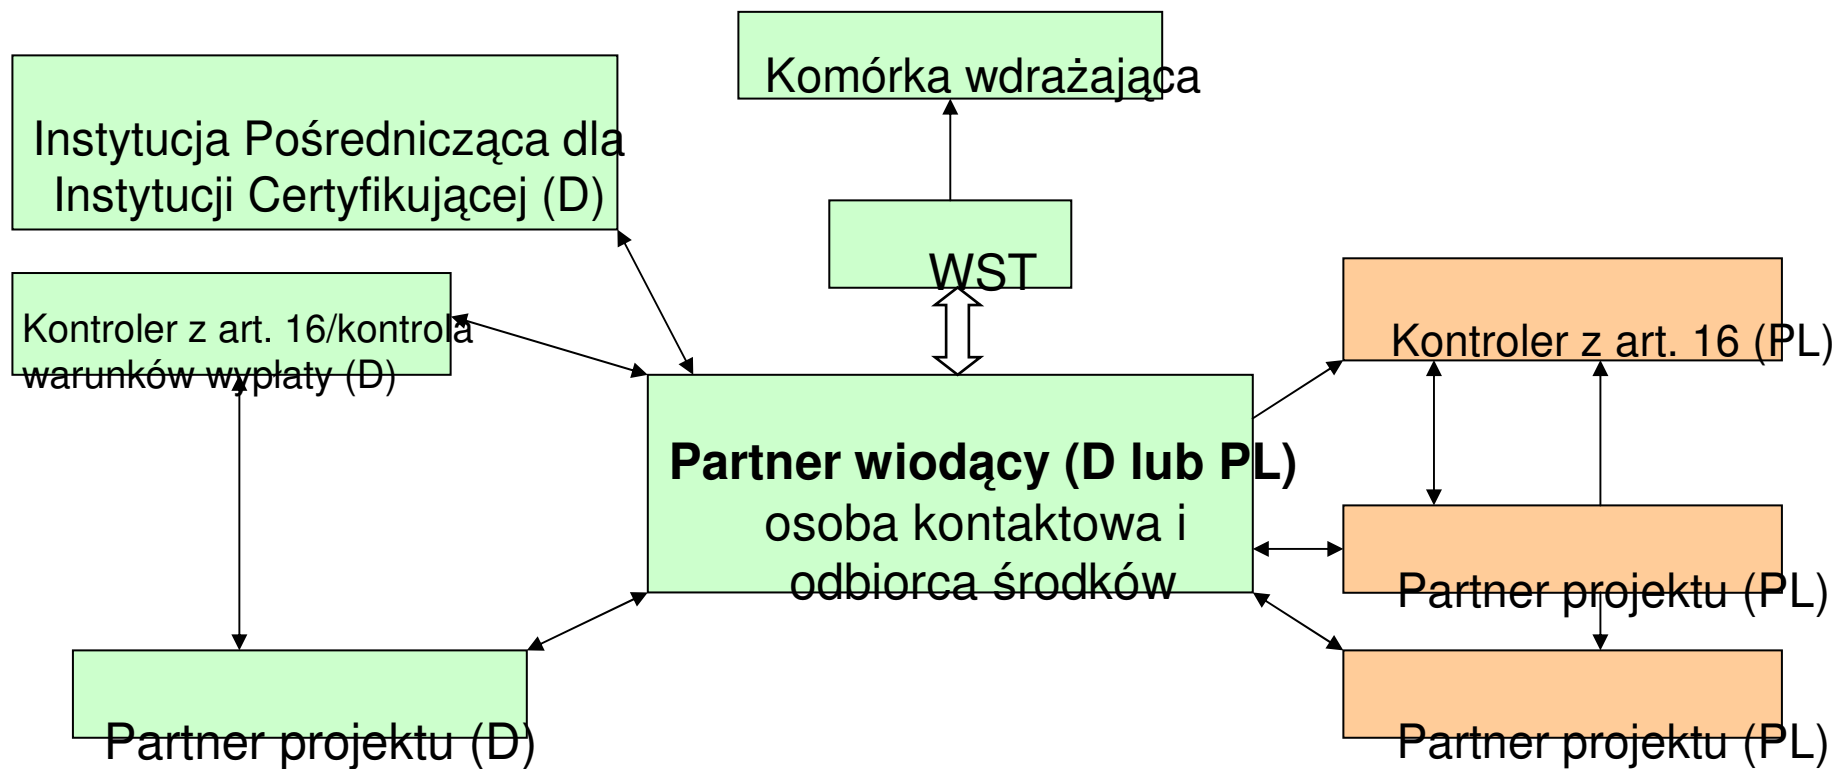 Komórka wdrażająca
Instytucja Pośrednicząca dla
Instytucji Certyfikującej (D)
WST
Kontroler z art. 16/kontrola
warunków wypłaty (D)
Kontroler z art. 16 (PL)
Partner wiodący (D lub PL)
osoba kontaktowa i
odbiorca środków
Partner projektu (PL)
Partner projektu (D)
Partner projektu (PL)